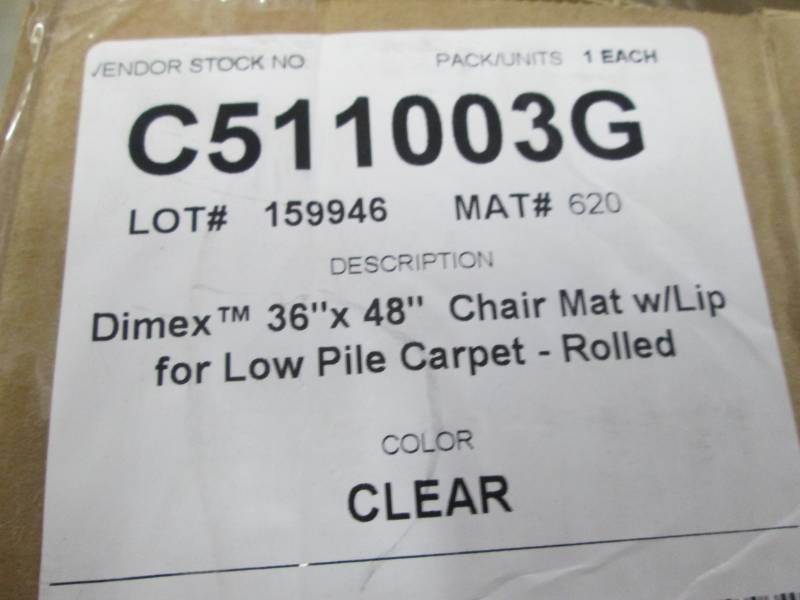 VENDOR STOCK NO PACK/UNITS 1 EACH
C511003G
LOT# 159946 MAT# 620
DESCRIPTION
Dimex™ 36"x 48" Chair Mat w/Lip
for Low Pile Carpet - Rolled
COLOR
CLEAR